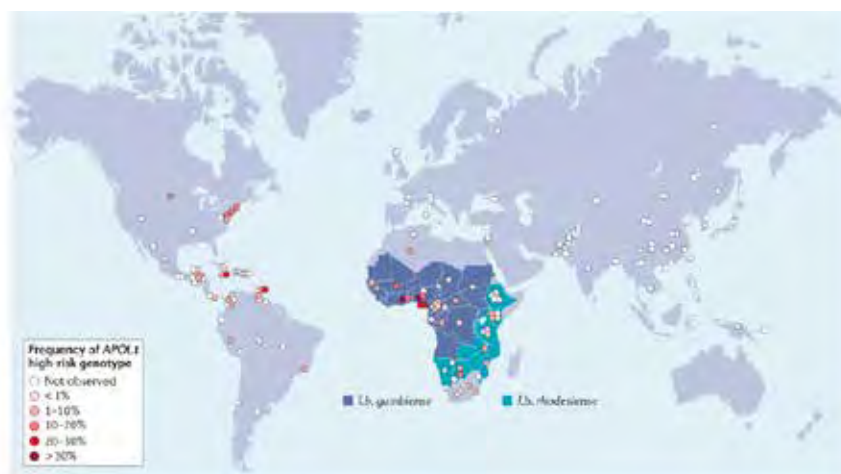 Frequency of APOL1
high risk genotype
Not observed
<1%
1–10%
10–20%
20–30%
>30%
T.b. gambiense
T.b. rhodesiense